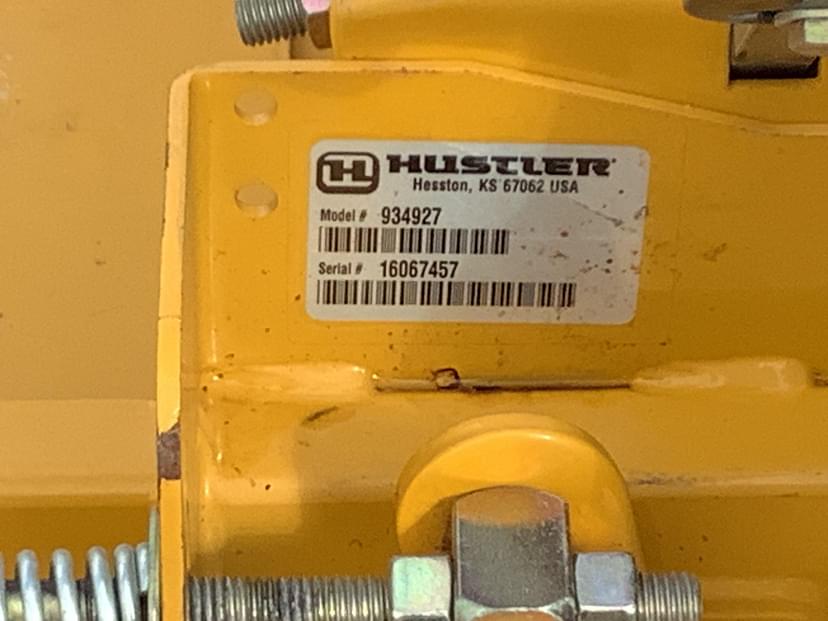 H HUSTLER
Hesston, KS 67062 USA
Model # 934927
Serial # 16067457